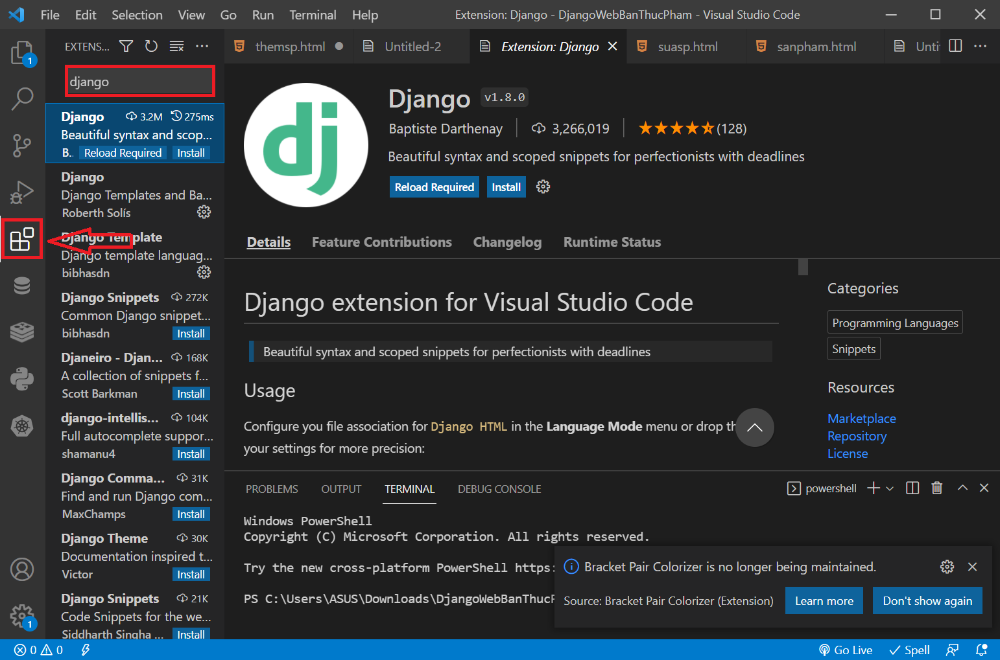 File Edit Selection View Go Run Terminal Help
Extension: Django - DjangoWebBanThucPham - Visual Studio Code
EXTENS...
themsp.html
Untitled-2
Extension: Django
suasp.html
sanpham.html
Unti
1
django
Django 3.2M 275ms
Beautiful syntax and scop...
B.. Reload Required Install
Django
Django Templates and Ba...
Roberth Solís
Django Template
Django template languag...
bibhasdn
Django Snippets 272K
Common Django snippet...
bibhasdn Install
Djaneiro - Djan... 168K
A collection of snippets f...
Scott Barkman Install
django-intellis... 104K
Full autocomplete suppor...
shamanu4 Install
Django Comma... 31K
Find and run Django com...
MaxChamps Install
Django Theme 30K
Documentation inspired t...
Victor Install
Django Snippets 21K
Code Snippets for the we...
Siddharth Singha ... Install
1
dj
Django v1.8.0
Baptiste Darthenay 3,266,019 (128)
Beautiful syntax and scoped snippets for perfectionists with deadlines
Reload Required Install
Details Feature Contributions Changelog Runtime Status
Django extension for Visual Studio Code
Beautiful syntax and scoped snippets for perfectionists with deadlines
Usage
Configure you file association for Django HTML in the Language Mode menu or drop th
your settings for more precision:
Categories
Programming Languages
Snippets
Resources
Marketplace
Repository
License
PROBLEMS OUTPUT TERMINAL DEBUG CONSOLE
powershell
Windows PowerShell
Copyright (C) Microsoft Corporation. All rights reserved.
Try the new cross-platform PowerShell https:
PS C:\Users\ASUS\Downloads\DjangoWebBanThucP
Bracket Pair Colorizer is no longer being maintained.
Source: Bracket Pair Colorizer (Extension) Learn more Don't show again
0 0
Go Live Spell